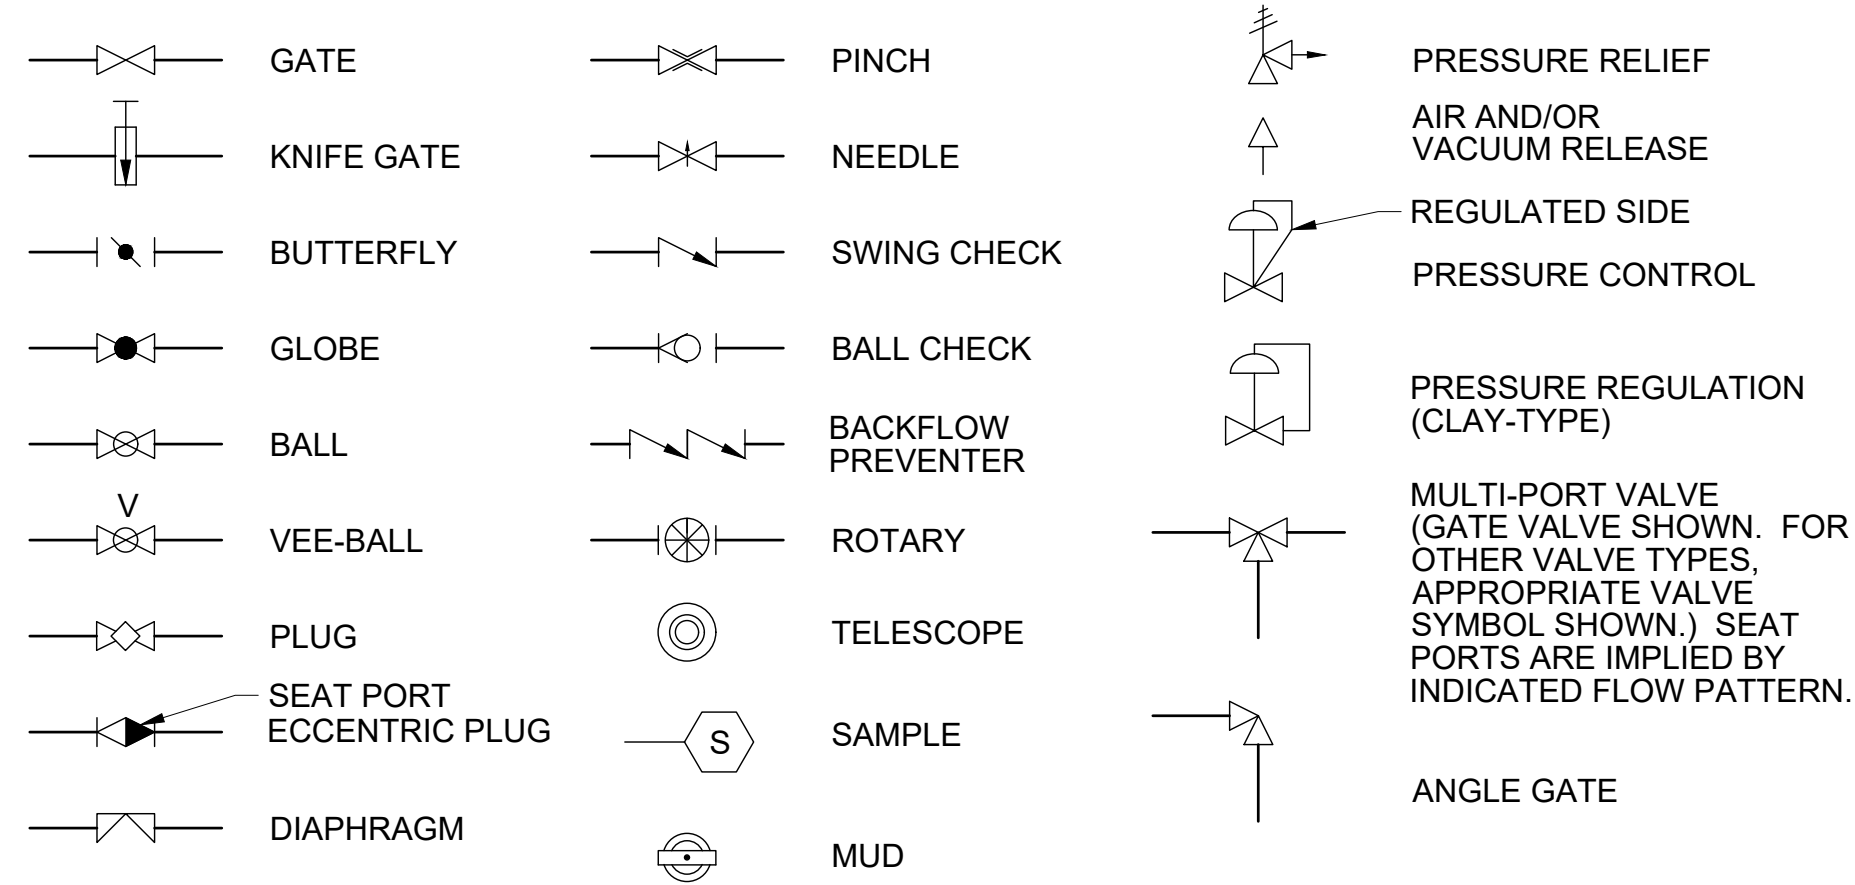 GATE
KNIFE GATE
BUTTERFLY
GLOBE
BALL
V
VEE-BALL
PLUG
SEAT PORT
ECCENTRIC PLUG
DIAPHRAGM
PINCH
NEEDLE
SWING CHECK
BALL CHECK
BACKFLOW
PREVENTER
ROTARY
TELESCOPE
S
SAMPLE
MUD
PRESSURE RELIEF
AIR AND/OR
VACUUM RELEASE
REGULATED SIDE
PRESSURE CONTROL
PRESSURE REGULATION
(CLAY-TYPE)
MULTI-PORT VALVE
(GATE VALVE SHOWN. FOR
OTHER VALVE TYPES,
APPROPRIATE VALVE
SYMBOL SHOWN.) SEAT
PORTS ARE IMPLIED BY
INDICATED FLOW PATTERN.
ANGLE GATE